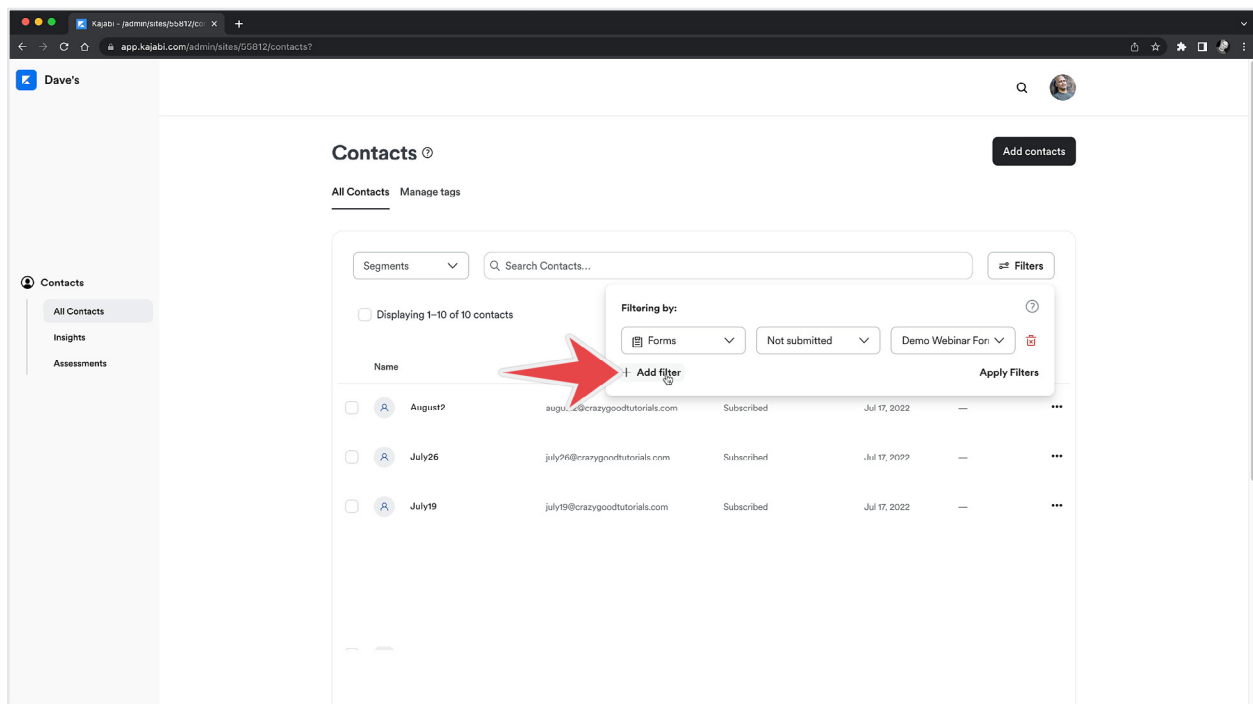 Kajabi - /admin/sites/55812/co
app.kajabi.com/admin/sites/55812/contacts?
Dave's
Contacts
Add contacts
All Contacts Manage tags
Segments Search Contacts... Filters
Contacts
All Contacts
Insights
Assessments
Displaying 1–10 of 10 contacts
Filtering by:
Forms Not submitted Demo Webinar For
+ Add filter Apply Filters
Name
August2 Subscribed Jul 17, 2022 —
July26 july26@crazygoodtutorials.com Subscribed Jul 17, 2022 —
July19 july19@crazygoodtutorials.com Subscribed Jul 17, 2022 —